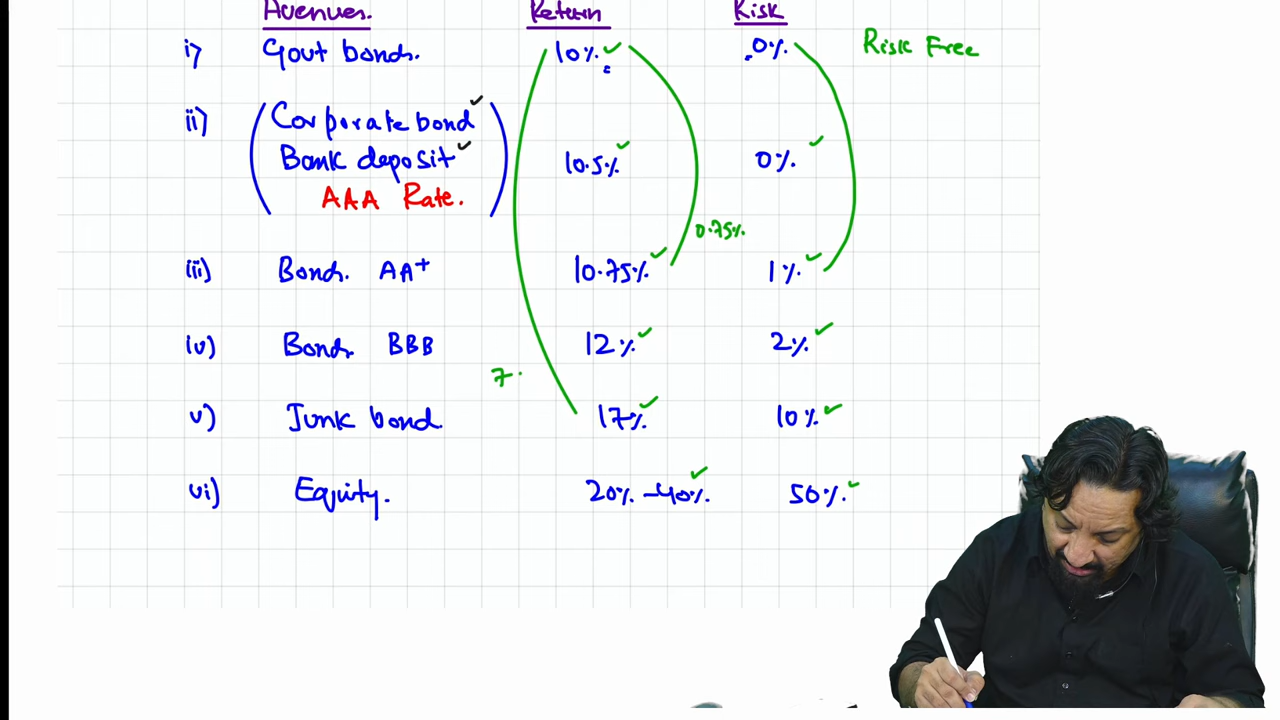 Avenues. Return Risk
i) Govt bonds. 10% 0% Risk Free
ii) Corporate bond
Bank deposit 10.5% 0%
AAA Rate.
0.75%
iii) Bonds. AA+ 10.75% 1%
iv) Bonds. BBB 12% 2%
7.
v) Junk bond. 17% 10%
vi) Equity. 20% - 40% 50%